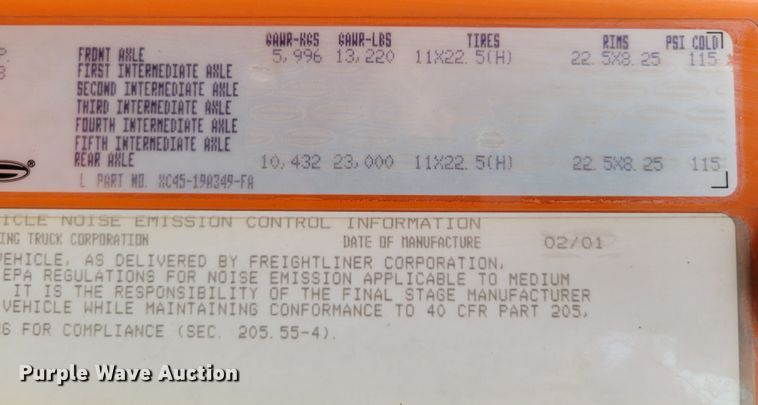 GAWR-KGS GAWR-LBS TIRES RIMS PSI COLD
FRONT AXLE 5,996 13,220 11X22.5(H) 22.5X8.25 115
FIRST INTERMEDIATE AXLE
SECOND INTERMEDIATE AXLE
THIRD INTERMEDIATE AXLE
FOURTH INTERMEDIATE AXLE
FIFTH INTERMEDIATE AXLE
REAR AXLE 10,432 23,000 11X22.5(H) 22.5X8.25 115
L PART NO. XC45-19A349-FA
®
ICLE NOISE EMISSION CONTROL INFORMATION
ING TRUCK CORPORATION DATE OF MANUFACTURE 02/01
VEHICLE, AS DELIVERED BY FREIGHTLINER CORPORATION,
EPA REGULATIONS FOR NOISE EMISSION APPLICABLE TO MEDIUM
IT IS THE RESPONSIBILITY OF THE FINAL STAGE MANUFACTURER
VEHICLE WHILE MAINTAINING CONFORMANCE TO 40 CFR PART 205,
G FOR COMPLIANCE (SEC. 205.55-4).
Purple Wave Auction